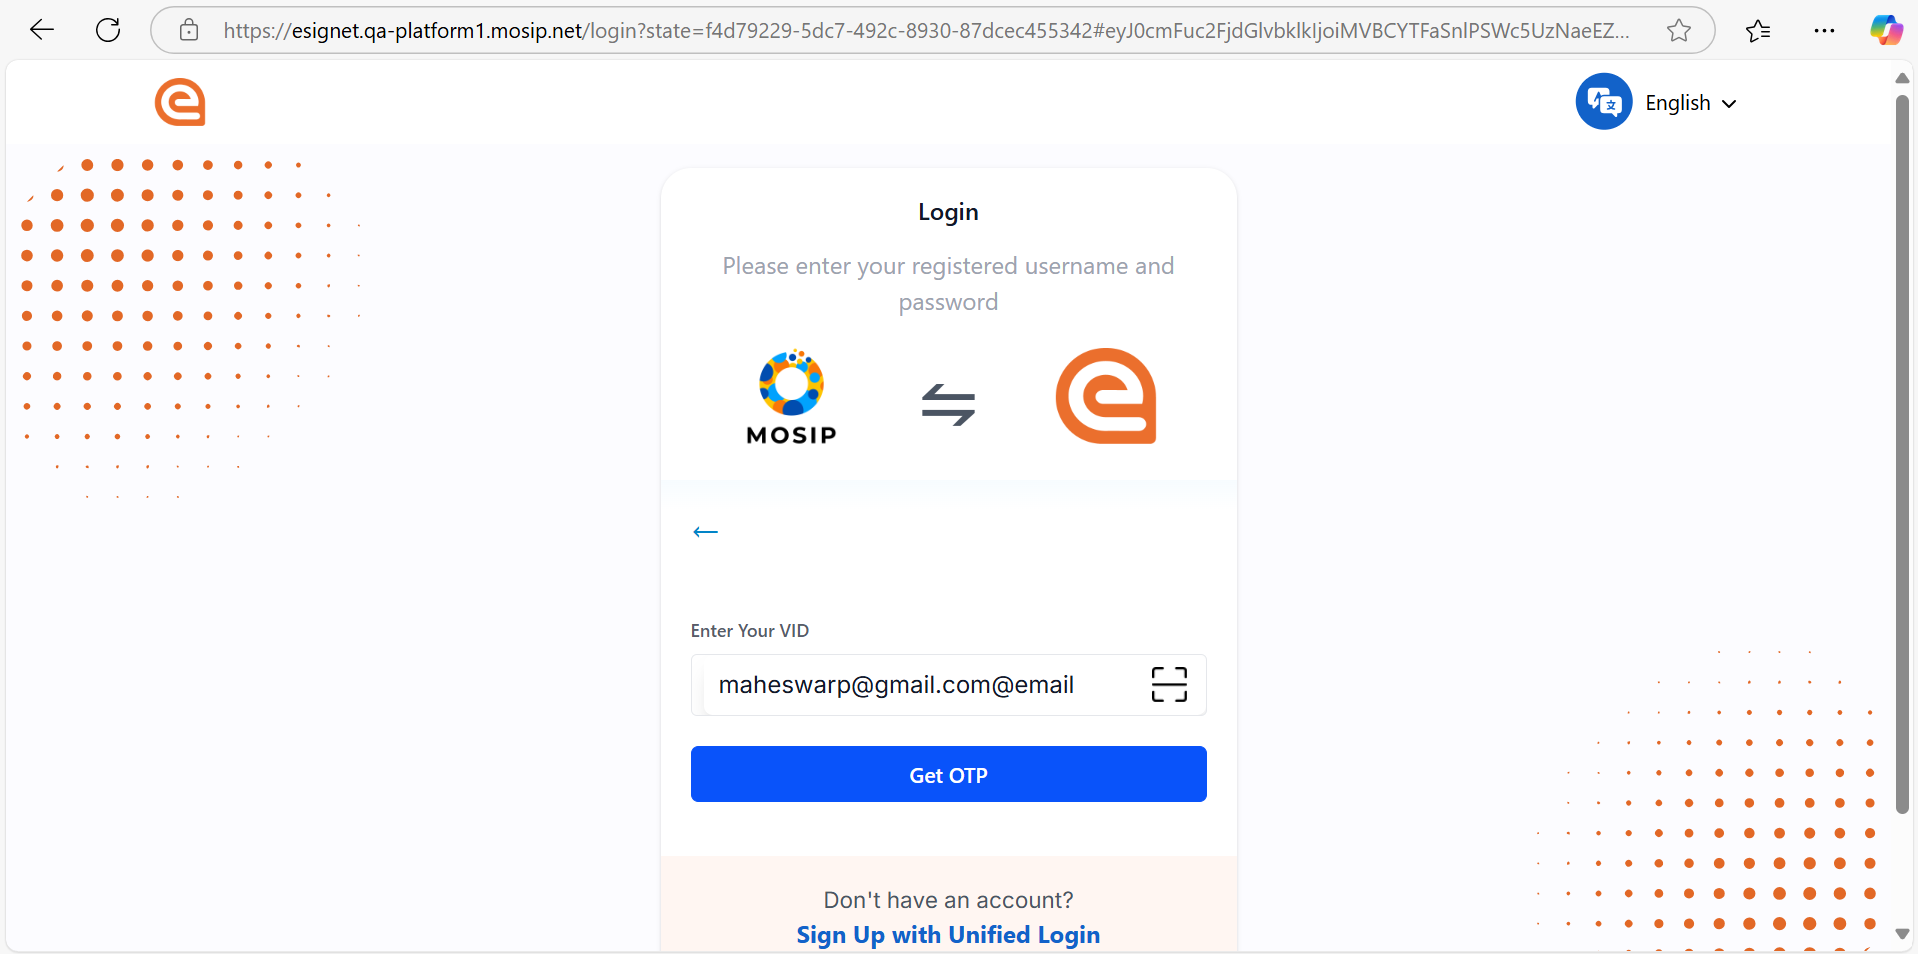 https://esignet.qa-platform1.mosip.net/login?state=f4d79229-5dc7-492c-8930-87dcec455342#eyJ0cmFuc2FjdGlvbklkIjoiMVBCYTFaSnlPSWc5UzNaeEZ...
English
Login
Please enter your registered username and
password
MOSIP
Enter Your VID
maheswarp@gmail.com@email
Get OTP
Don't have an account?
Sign Up with Unified Login